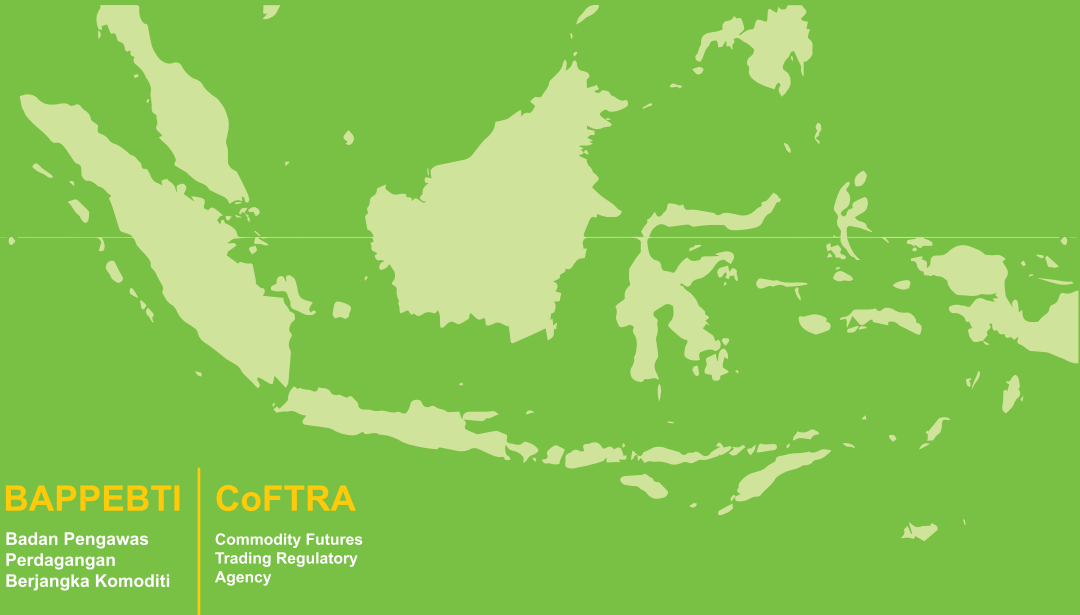 BAPPEBTI
Badan Pengawas
Perdagangan
Berjangka Komoditi
CoFTRA
Commodity Futures
Trading Regulatory
Agency